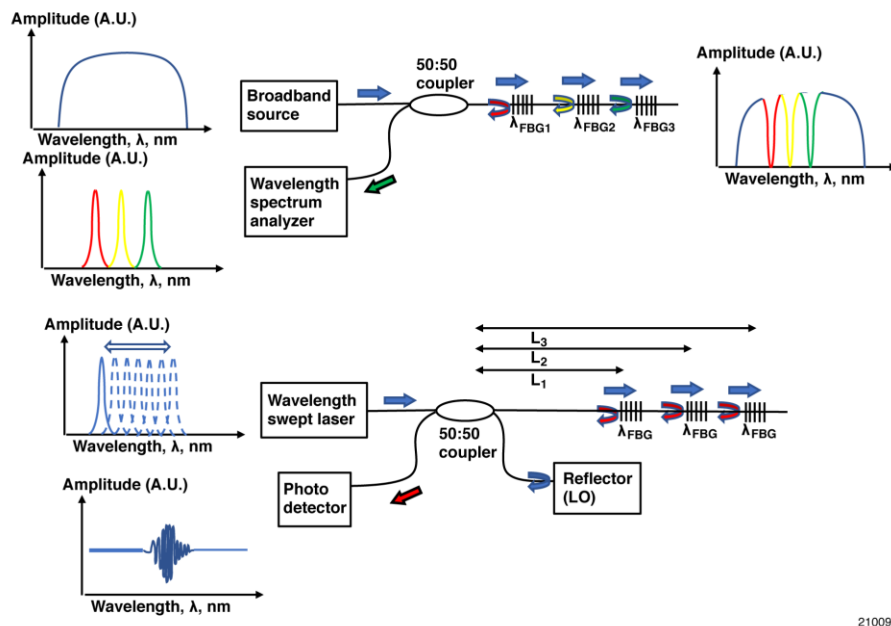 Amplitude (A.U.)
Wavelength, λ, nm
Amplitude (A.U.)
Wavelength, λ, nm
Broadband
source
50:50
coupler
λFBG1
λFBG2
λFBG3
Wavelength
spectrum
analyzer
Amplitude (A.U.)
Wavelength, λ, nm
Amplitude (A.U.)
Wavelength, λ, nm
Amplitude (A.U.)
Wavelength, λ, nm
L3
L2
L1
Wavelength
swept laser
50:50
coupler
λFBG
λFBG
λFBG
Photo
detector
Reflector
(LO)
21009